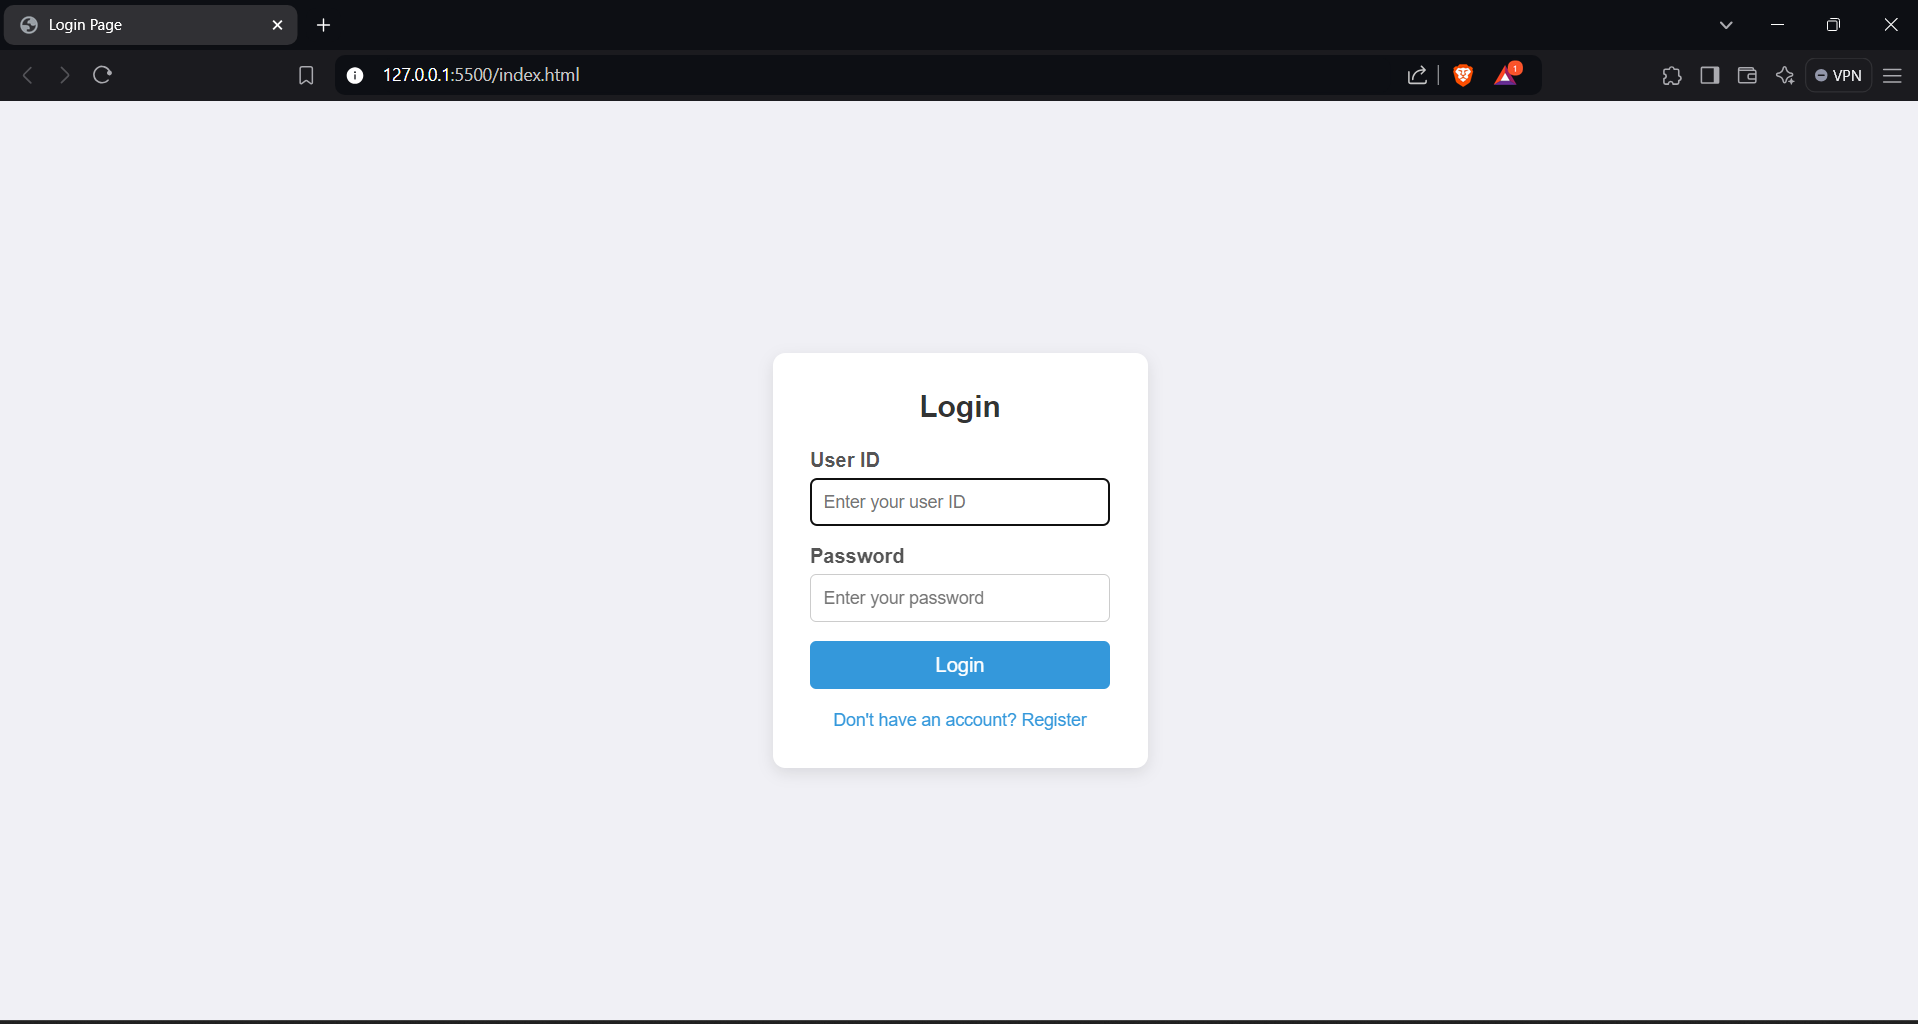 Login Page
127.0.0.1:5500/index.html
1
VPN
Login
User ID
Enter your user ID
Password
Enter your password
Login
Don't have an account? Register